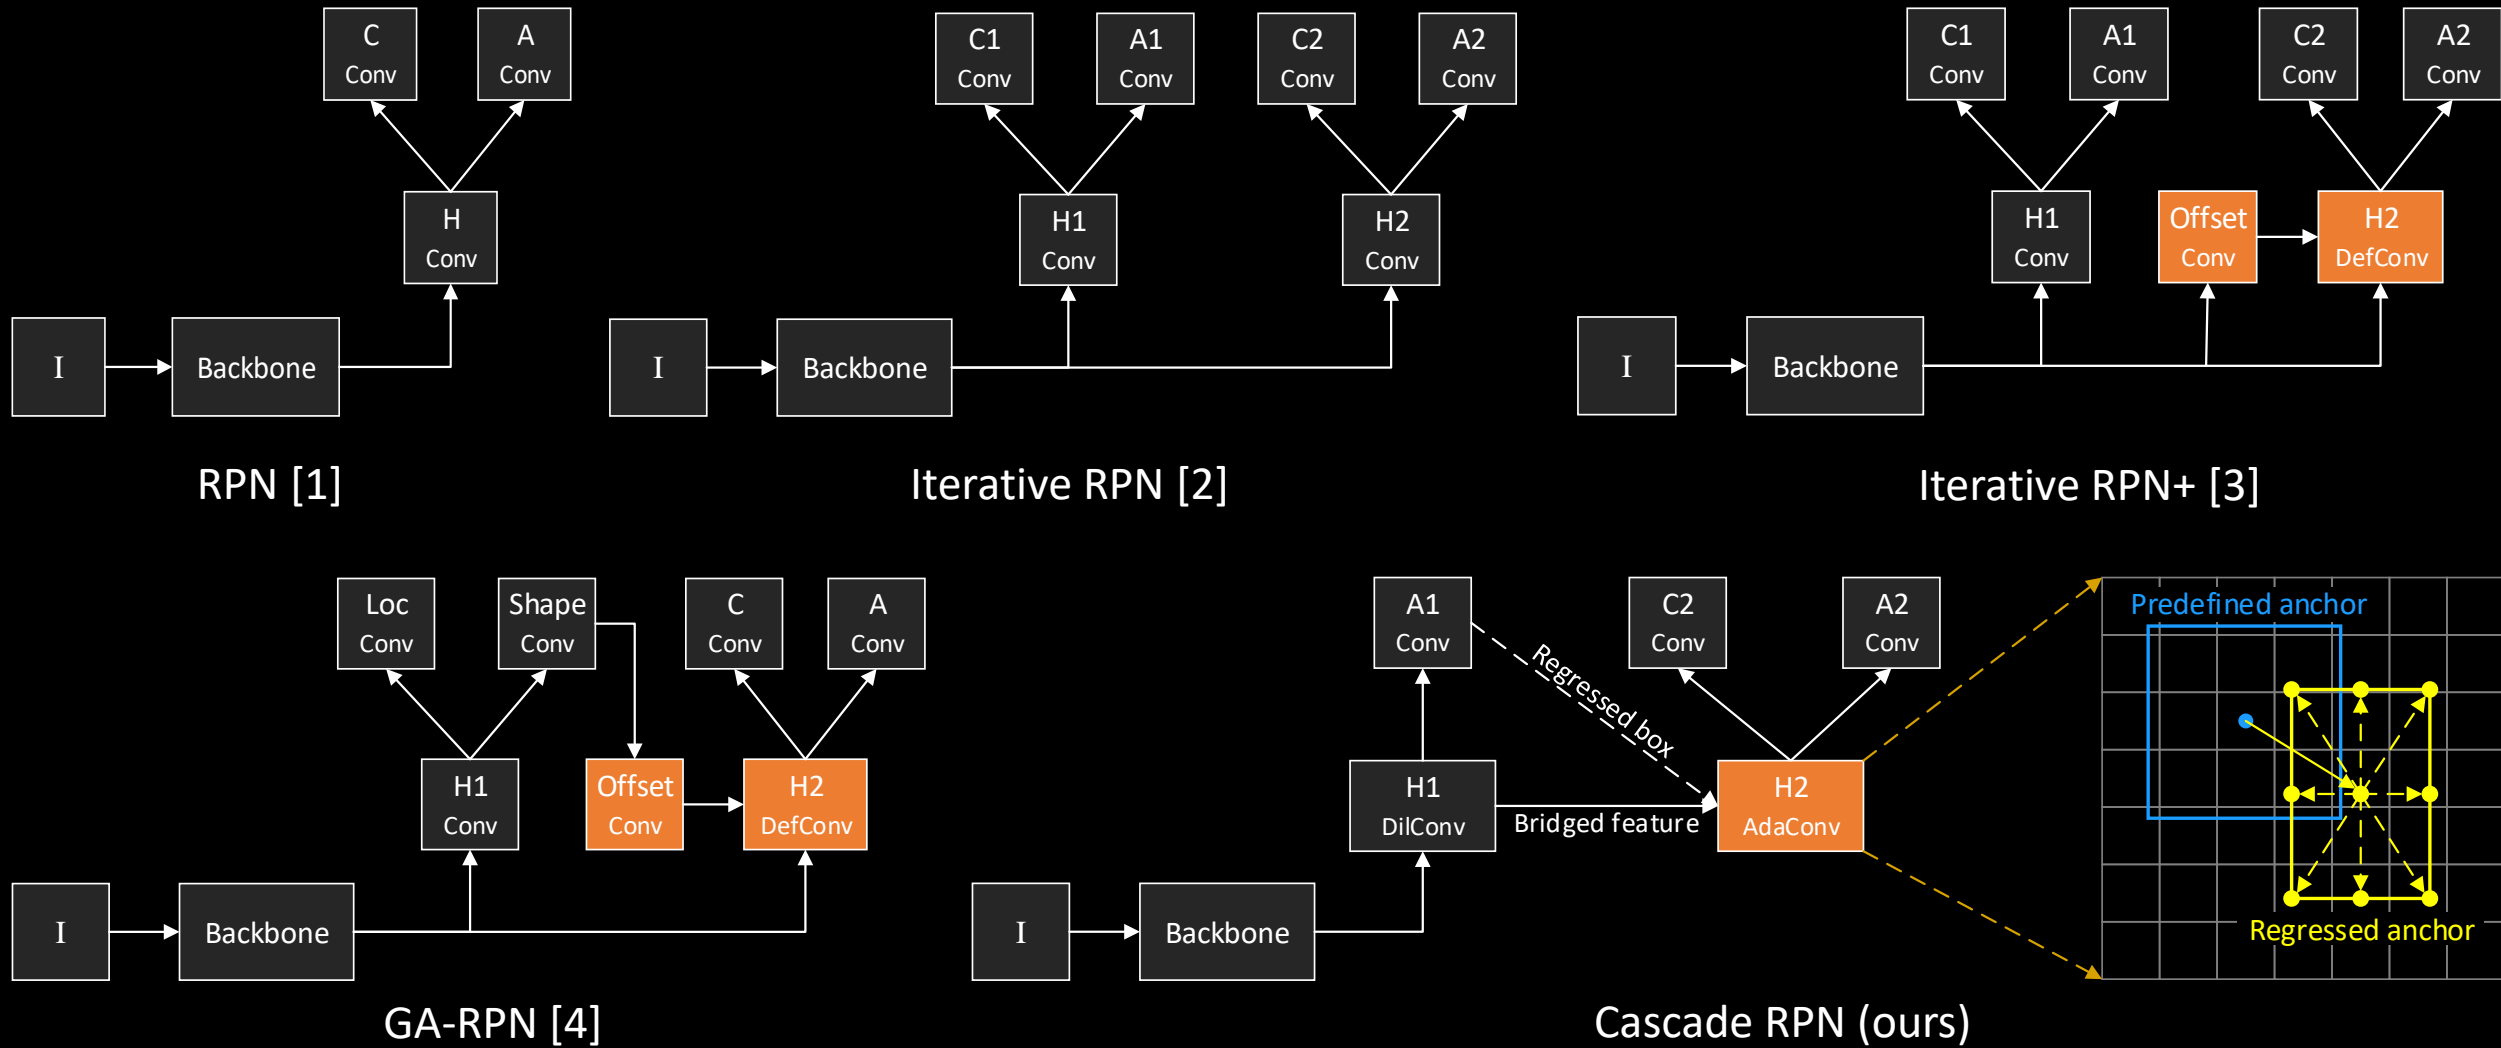 C
Conv
A
Conv
H
Conv
I
Backbone
RPN [1]
C1
Conv
A1
Conv
C2
Conv
A2
Conv
H1
Conv
H2
Conv
I
Backbone
Iterative RPN [2]
C1
Conv
A1
Conv
C2
Conv
A2
Conv
H1
Conv
Offset
Conv
H2
DefConv
I
Backbone
Iterative RPN+ [3]
Loc
Conv
Shape
Conv
C
Conv
A
Conv
H1
Conv
Offset
Conv
H2
DefConv
I
Backbone
GA-RPN [4]
A1
Conv
C2
Conv
A2
Conv
Regressed box
H1
DilConv
Bridged feature
H2
AdaConv
I
Backbone
Predefined anchor
Regressed anchor
Cascade RPN (ours)